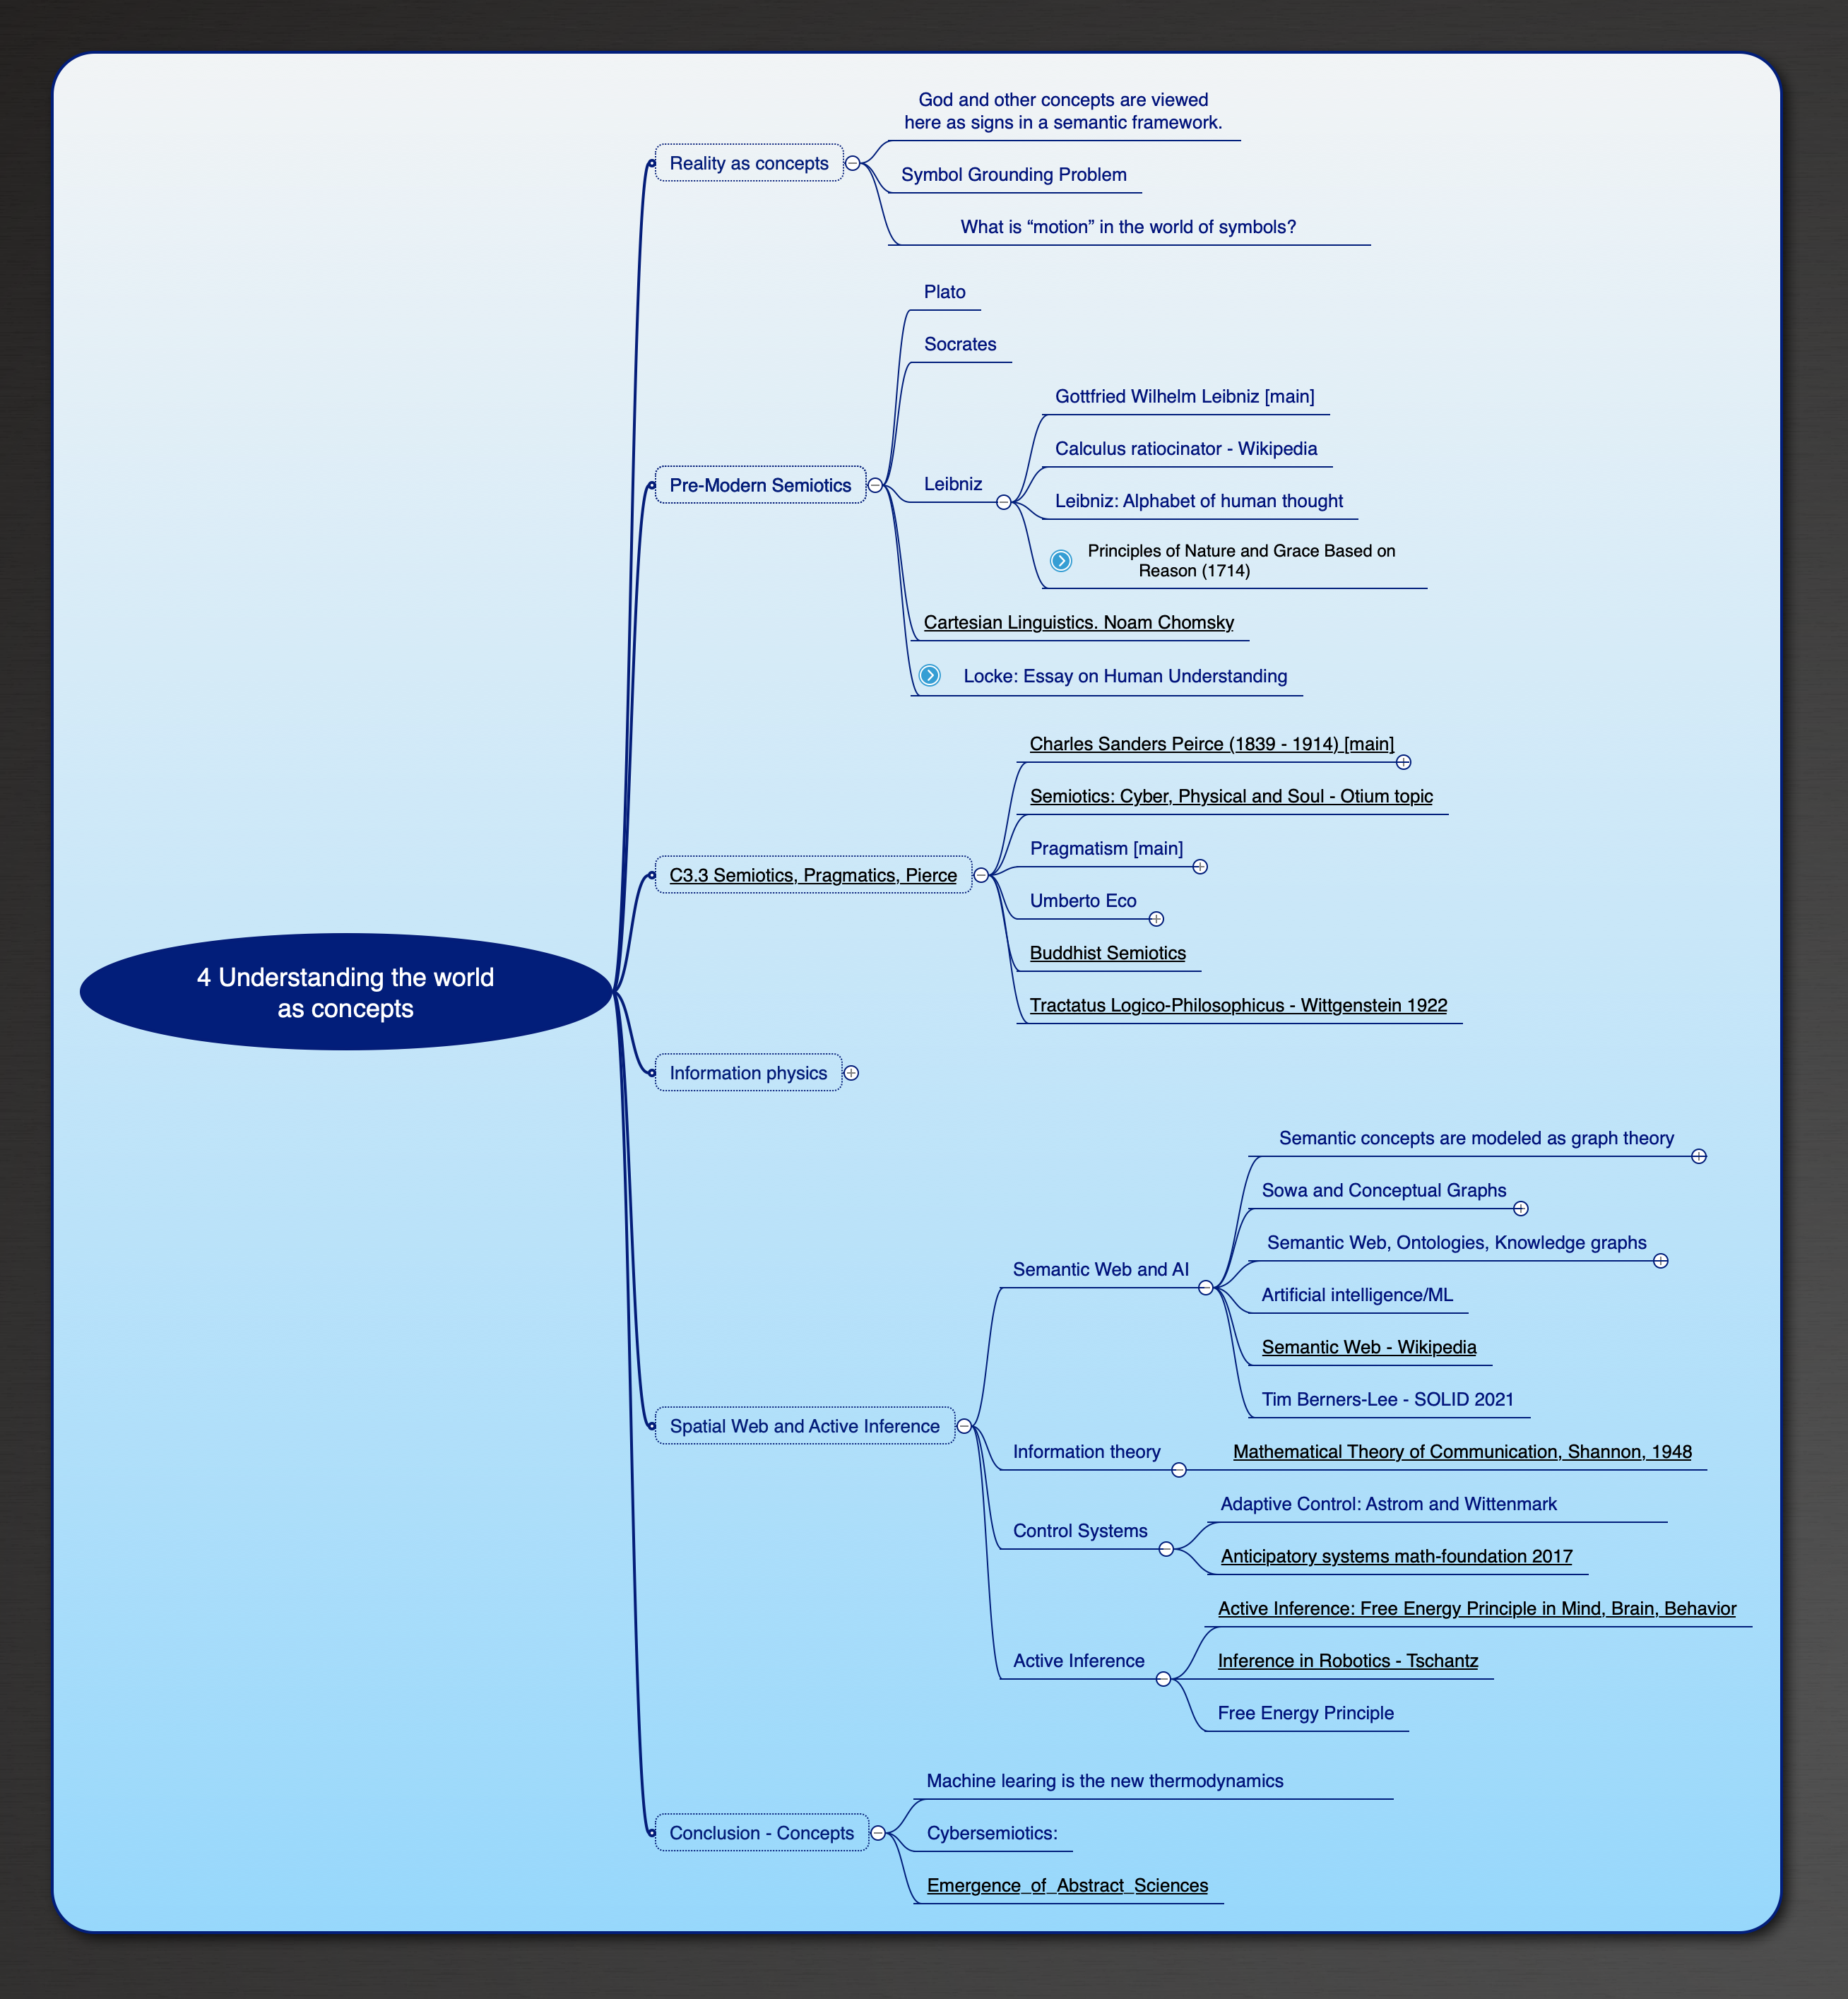 God and other concepts are viewed
here as signs in a semantic framework.
Reality as concepts
Symbol Grounding Problem
What is “motion” in the world of symbols?
Plato
Socrates
Gottfried Wilhelm Leibniz [main]
Calculus ratiocinator - Wikipedia
Pre-Modern Semiotics
Leibniz
Leibniz: Alphabet of human thought
Principles of Nature and Grace Based on
Reason (1714)
Cartesian Linguistics. Noam Chomsky
Locke: Essay on Human Understanding
Charles Sanders Peirce (1839 - 1914) [main]
Semiotics: Cyber, Physical and Soul - Otium topic
Pragmatism [main]
C3.3 Semiotics, Pragmatics, Pierce
Umberto Eco
Buddhist Semiotics
Tractatus Logico-Philosophicus - Wittgenstein 1922
4 Understanding the world
as concepts
Information physics
Semantic concepts are modeled as graph theory
Sowa and Conceptual Graphs
Semantic Web, Ontologies, Knowledge graphs
Semantic Web and AI
Artificial intelligence/ML
Semantic Web - Wikipedia
Tim Berners-Lee - SOLID 2021
Spatial Web and Active Inference
Information theory
Mathematical Theory of Communication, Shannon, 1948
Adaptive Control: Astrom and Wittenmark
Control Systems
Anticipatory systems math-foundation 2017
Active Inference: Free Energy Principle in Mind, Brain, Behavior
Active Inference
Inference in Robotics - Tschantz
Free Energy Principle
Machine learing is the new thermodynamics
Conclusion - Concepts
Cybersemiotics:
Emergence_of_Abstract_Sciences